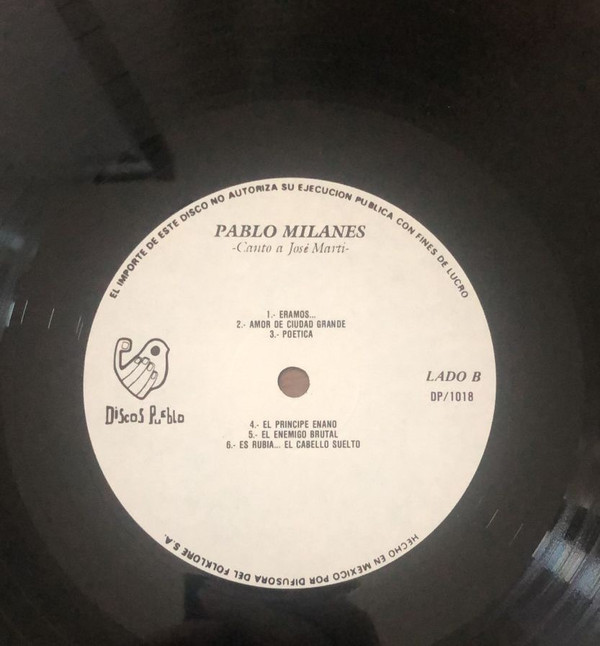 EL IMPORTE DE ESTE DISCO NO AUTORIZA SU EJECUCION PUBLICA CON FINES DE LUCRO
PABLO MILANES
-Canto a José Martí-
1.- ERAMOS...
2.- AMOR DE CIUDAD GRANDE
3.- POETICA
Discos Pueblo
LADO B
DP/1018
4.- EL PRINCIPE ENANO
5.- EL ENEMIGO BRUTAL
6.- ES RUBIA... EL CABELLO SUELTO
HECHO EN MEXICO POR DIFUSORA DEL FOLKLORE S.A.